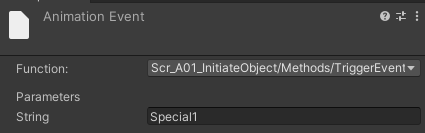 Animation Event
Function: Scr_A01_InitiateObject/Methods/TriggerEvent
Parameters
String Special1